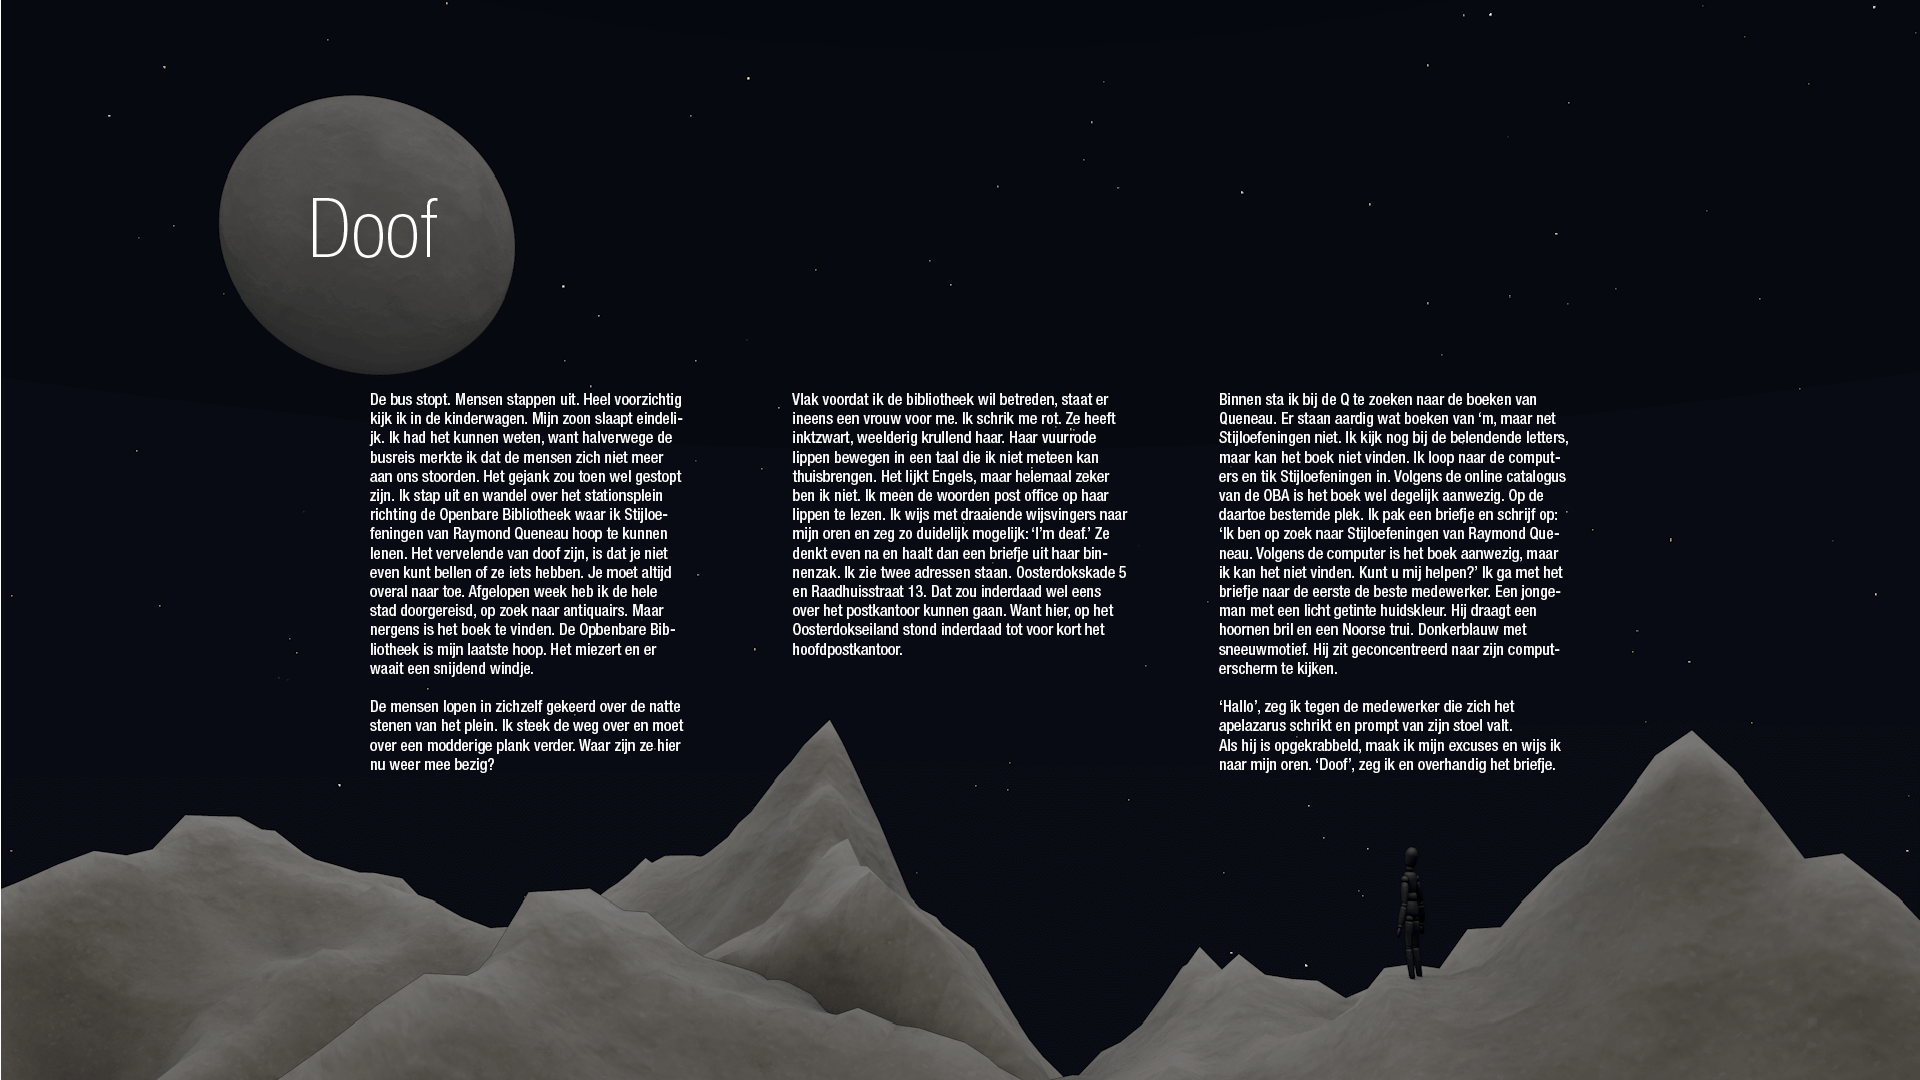 Doof
De bus stopt. Mensen stappen uit. Heel voorzichtig
kijk ik in de kinderwagen. Mijn zoon slaapt eindeli-
jk. Ik had het kunnen weten, want halverwege de
busreis merkte ik dat de mensen zich niet meer
aan ons stoorden. Het gejank zou toen wel gestopt
zijn. Ik stap uit en wandel over het stationsplein
richting de Openbare Bibliotheek waar ik Stijloe-
feningen van Raymond Queneau hoop te kunnen
lenen. Het vervelende van doof zijn, is dat je niet
even kunt bellen of ze iets hebben. Je moet altijd
overal naar toe. Afgelopen week heb ik de hele
stad doorgereisd, op zoek naar antiquairs. Maar
nergens is het boek te vinden. De Opbenbare Bib-
liotheek is mijn laatste hoop. Het miezert en er
waait een snijdend windje.
De mensen lopen in zichzelf gekeerd over de natte
stenen van het plein. Ik steek de weg over en moet
over een modderige plank verder. Waar zijn ze hier
nu weer mee bezig?
Vlak voordat ik de bibliotheek wil betreden, staat er
ineens een vrouw voor me. Ik schrik me rot. Ze heeft
inktzwart, weelderig krullend haar. Haar vuurrode
lippen bewegen in een taal die ik niet meteen kan
thuisbrengen. Het lijkt Engels, maar helemaal zeker
ben ik niet. Ik meen de woorden post office op haar
lippen te lezen. Ik wijs met draaiende wijsvingers naar
mijn oren en zeg zo duidelijk mogelijk: ‘I’m deaf.’ Ze
denkt even na en haalt dan een briefje uit haar bin-
nenzak. Ik zie twee adressen staan. Oosterdokskade 5
en Raadhuisstraat 13. Dat zou inderdaad wel eens
over het postkantoor kunnen gaan. Want hier, op het
Oosterdokseiland stond inderdaad tot voor kort het
hoofdpostkantoor.
Binnen sta ik bij de Q te zoeken naar de boeken van
Queneau. Er staan aardig wat boeken van ‘m, maar net
Stijloefeningen niet. Ik kijk nog bij de belendende letters,
maar kan het boek niet vinden. Ik loop naar de comput-
ers en tik Stijloefeningen in. Volgens de online catalogus
van de OBA is het boek wel degelijk aanwezig. Op de
daartoe bestemde plek. Ik pak een briefje en schrijf op:
‘Ik ben op zoek naar Stijloefeningen van Raymond Que-
neau. Volgens de computer is het boek aanwezig, maar
ik kan het niet vinden. Kunt u mij helpen?’ Ik ga met het
briefje naar de eerste de beste medewerker. Een jonge-
man met een licht getinte huidskleur. Hij draagt een
hoornen bril en een Noorse trui. Donkerblauw met
sneeuwmotief. Hij zit geconcentreerd naar zijn comput-
erscherm te kijken.
‘Hallo’, zeg ik tegen de medewerker die zich het
apelazarus schrikt en prompt van zijn stoel valt.
Als hij is opgekrabbeld, maak ik mijn excuses en wijs ik
naar mijn oren. ‘Doof’, zeg ik en overhandig het briefje.